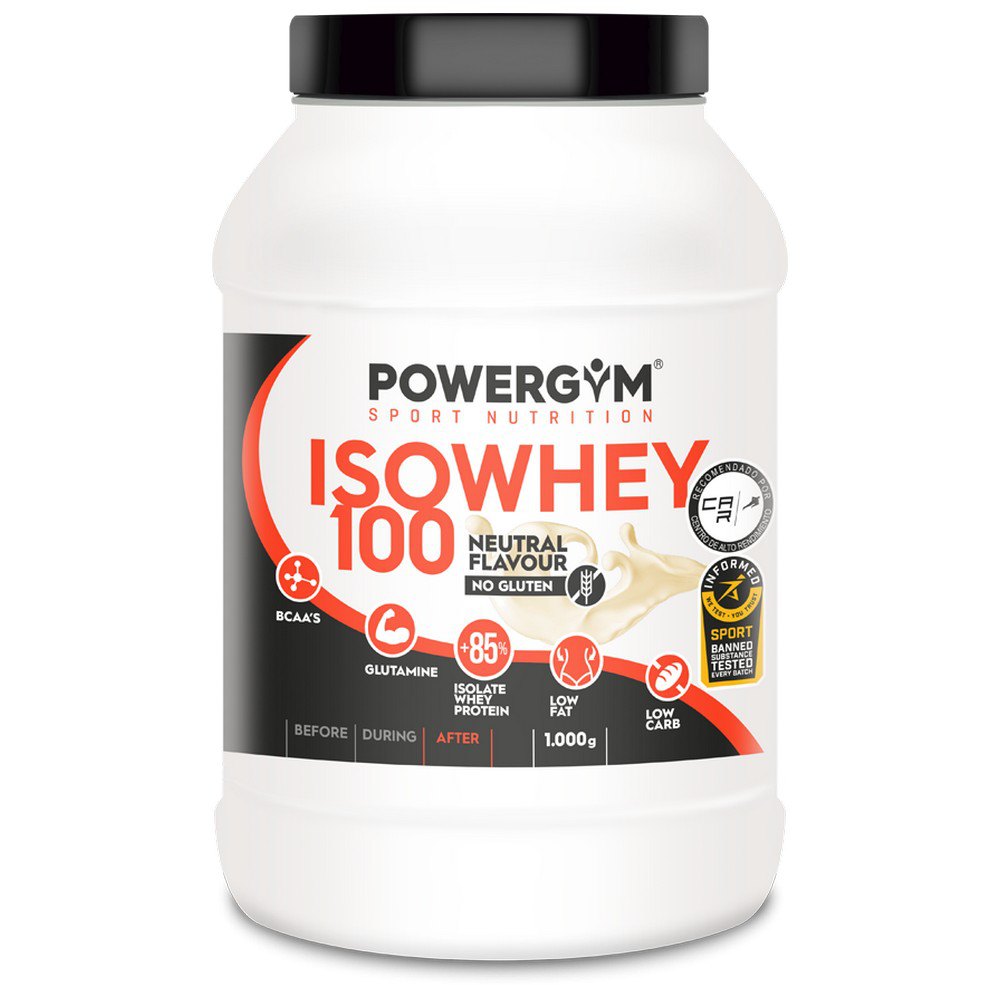 POWERGYM®
SPORT NUTRITION
ISOWHEY
100
NEUTRAL
FLAVOUR
NO GLUTEN
RECOMENDADO POR
CAR
CENTRO DE ALTO RENDIMIENTO
INFORMED
WE TEST • YOU TRUST
SPORT
BANNED
SUBSTANCE
TESTED
EVERY BATCH
BCAA'S
GLUTAMINE
+85%
ISOLATE
WHEY
PROTEIN
LOW
FAT
LOW
CARB
BEFORE DURING AFTER 1.000g